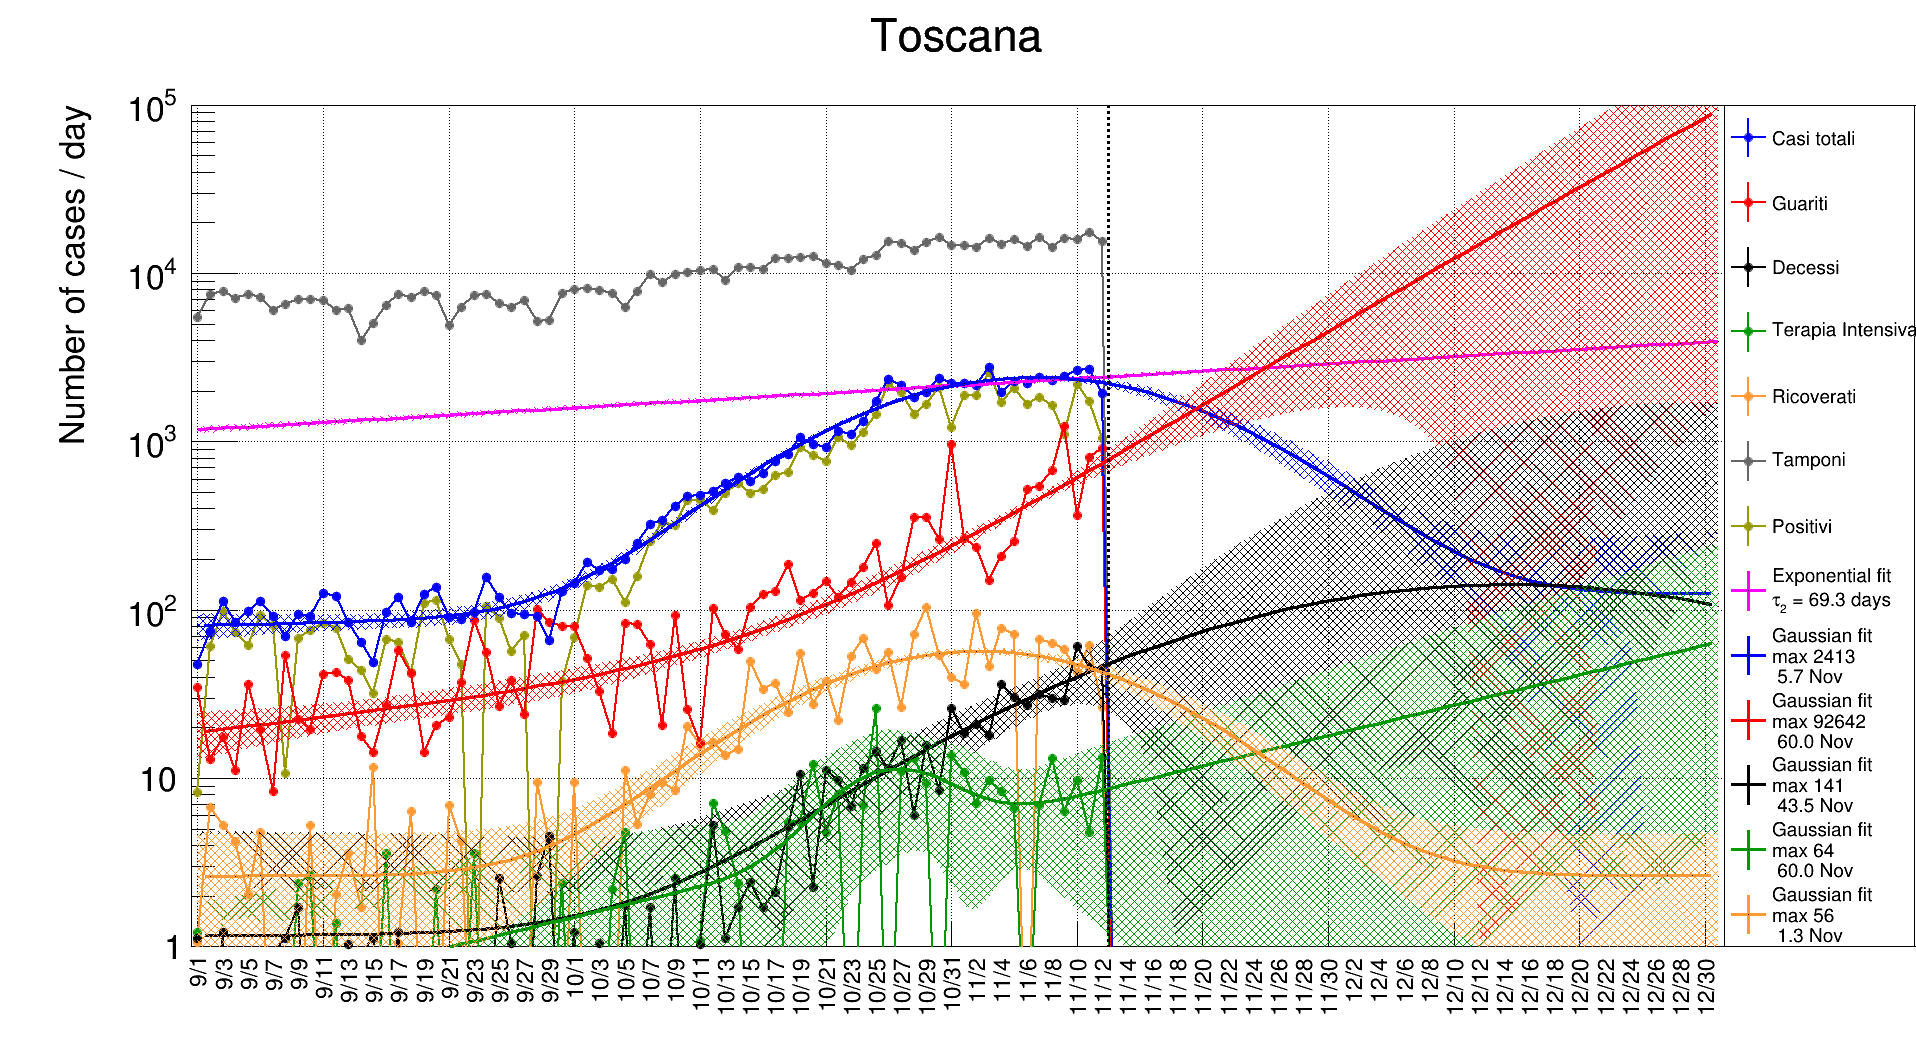 Toscana
Number of cases / day
10^5
10^4
10^3
10^2
10
1
9/1 9/3 9/5 9/7 9/9 9/11 9/13 9/15 9/17 9/19 9/21 9/23 9/25 9/27 9/29 10/1 10/3 10/5 10/7 10/9 10/11 10/13 10/15 10/17 10/19 10/21 10/23 10/25 10/27 10/29 10/31 11/2 11/4 11/6 11/8 11/10 11/12 11/14 11/16 11/18 11/20 11/22 11/24 11/26 11/28 11/30 12/2 12/4 12/6 12/8 12/10 12/12 12/14 12/16 12/18 12/20 12/22 12/24 12/26 12/28 12/30
Casi totali
Guariti
Decessi
Terapia Intensiva
Ricoverati
Tamponi
Positivi
Exponential fit
τ₂ = 69.3 days
Gaussian fit
max 2413
5.7 Nov
Gaussian fit
max 92642
60.0 Nov
Gaussian fit
max 141
43.5 Nov
Gaussian fit
max 64
60.0 Nov
Gaussian fit
max 56
1.3 Nov